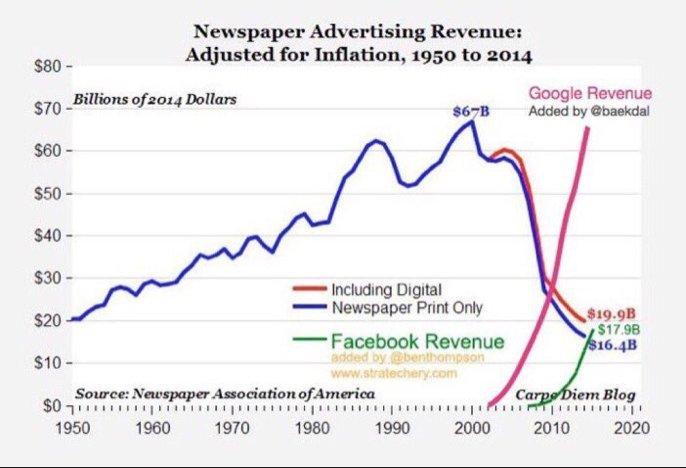 Newspaper Advertising Revenue:
Adjusted for Inflation, 1950 to 2014
$80
$70
$60
$50
$40
$30
$20
$10
$0
Billions of 2014 Dollars
$67B
Google Revenue
Added by @baekdal
Including Digital
Newspaper Print Only
Facebook Revenue
added by @benthompson
www.stratechery.com
$19.9B
$17.9B
$16.4B
Source: Newspaper Association of America
Carpe Diem Blog
1950 1960 1970 1980 1990 2000 2010 2020